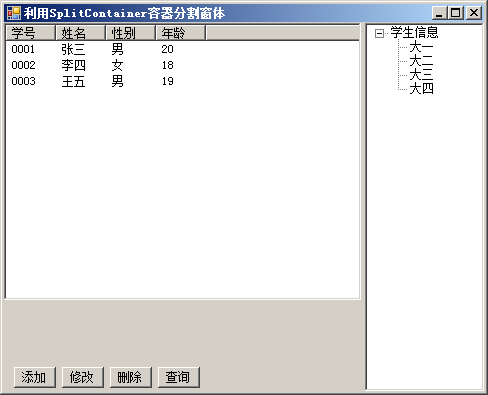 利用SplitContainer容器分割窗体
学号 姓名 性别 年龄
0001 张三 男 20
0002 李四 女 18
0003 王五 男 19
学生信息
大一
大二
大三
大四
添加 修改 删除 查询